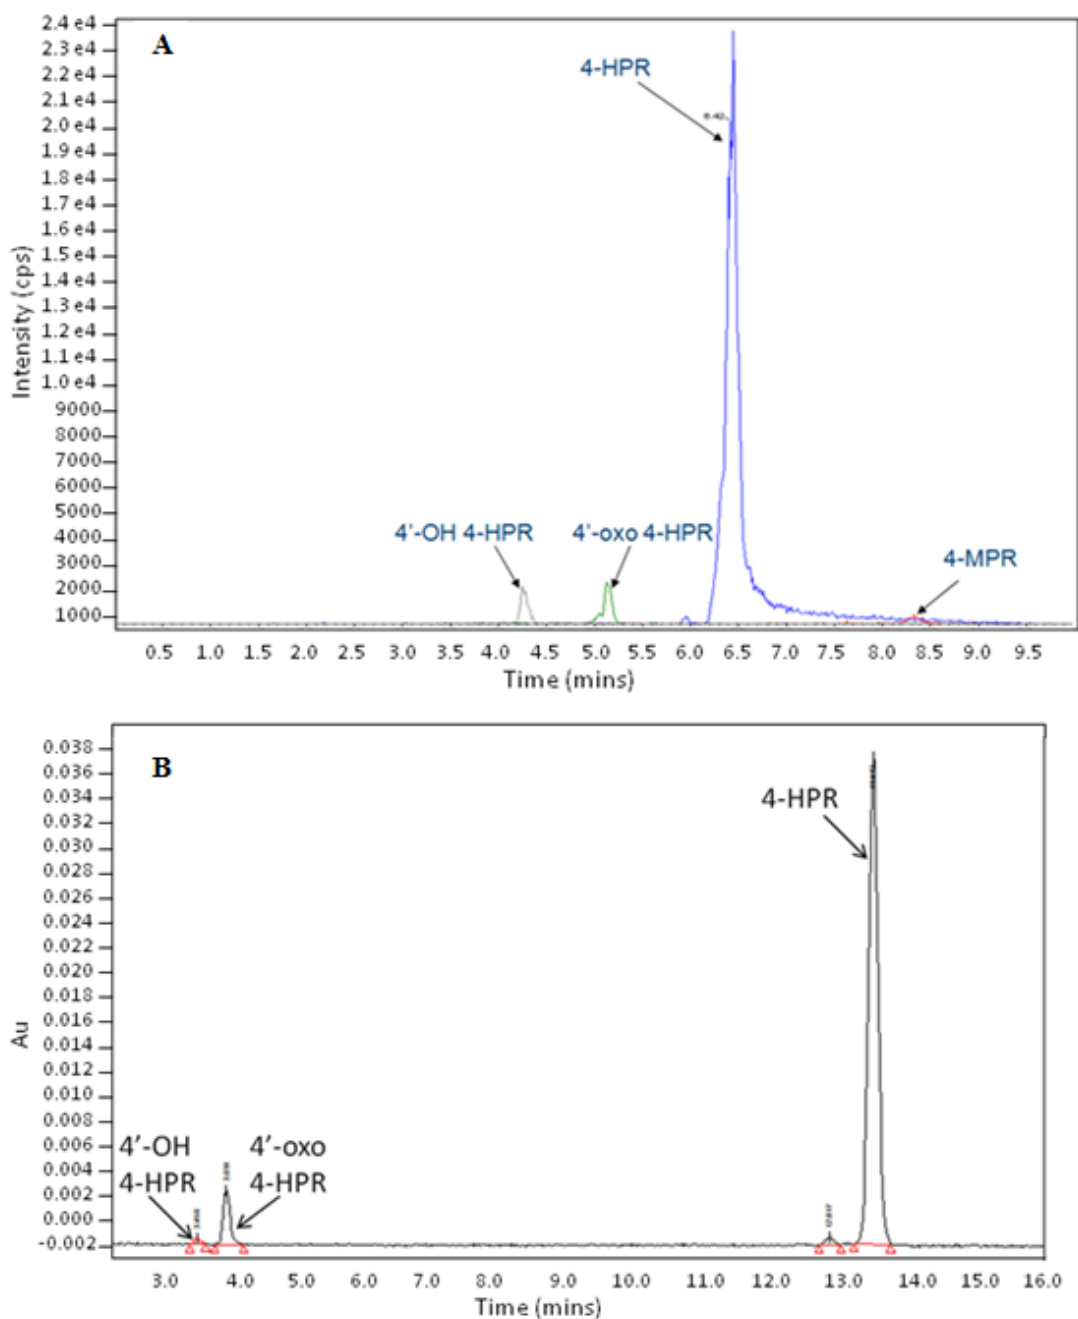 A
2.4 e4
2.3 e4
2.2 e4
2.1 e4
2.0 e4
1.9 e4
1.8 e4
1.7 e4
1.6 e4
1.5 e4
1.4 e4
1.3 e4
1.2 e4
1.1 e4
1.0 e4
9000
8000
7000
6000
5000
4000
3000
2000
1000
Intensity (cps)
4-HPR
6.42
4'-OH 4-HPR
4'-oxo 4-HPR
4-MPR
0.5 1.0 1.5 2.0 2.5 3.0 3.5 4.0 4.5 5.0 5.5 6.0 6.5 7.0 7.5 8.0 8.5 9.0 9.5
Time (mins)
B
0.038
0.036
0.034
0.032
0.030
0.028
0.026
0.024
0.022
0.020
0.018
0.016
0.014
0.012
0.010
0.008
0.006
0.004
0.002
0.000
-0.002
Au
4-HPR
4'-OH
4-HPR
4'-oxo
4-HPR
3.0 4.0 5.0 6.0 7.0 8.0 9.0 10.0 11.0 12.0 13.0 14.0 15.0 16.0
Time (mins)